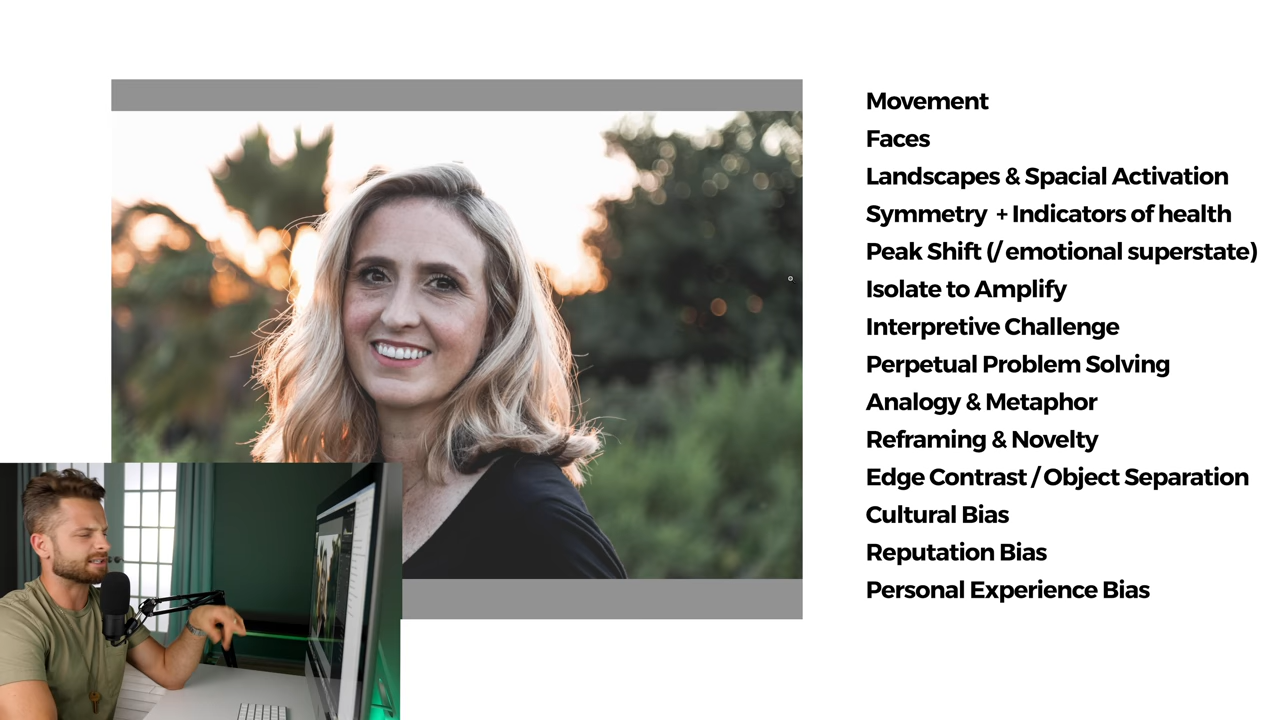 Movement
Faces
Landscapes & Spacial Activation
Symmetry + Indicators of health
Peak Shift (/ emotional superstate)
Isolate to Amplify
Interpretive Challenge
Perpetual Problem Solving
Analogy & Metaphor
Reframing & Novelty
Edge Contrast / Object Separation
Cultural Bias
Reputation Bias
Personal Experience Bias